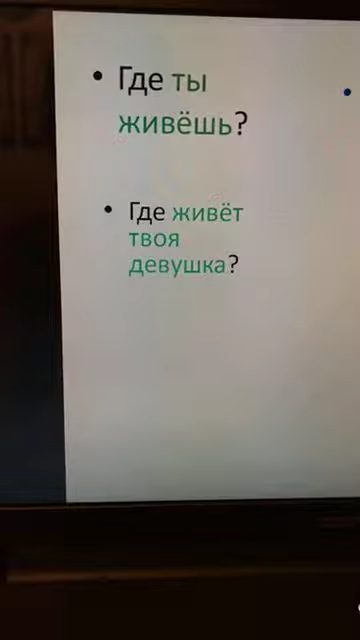 • Где ты
живёшь?
• Где живёт
твоя
девушка?